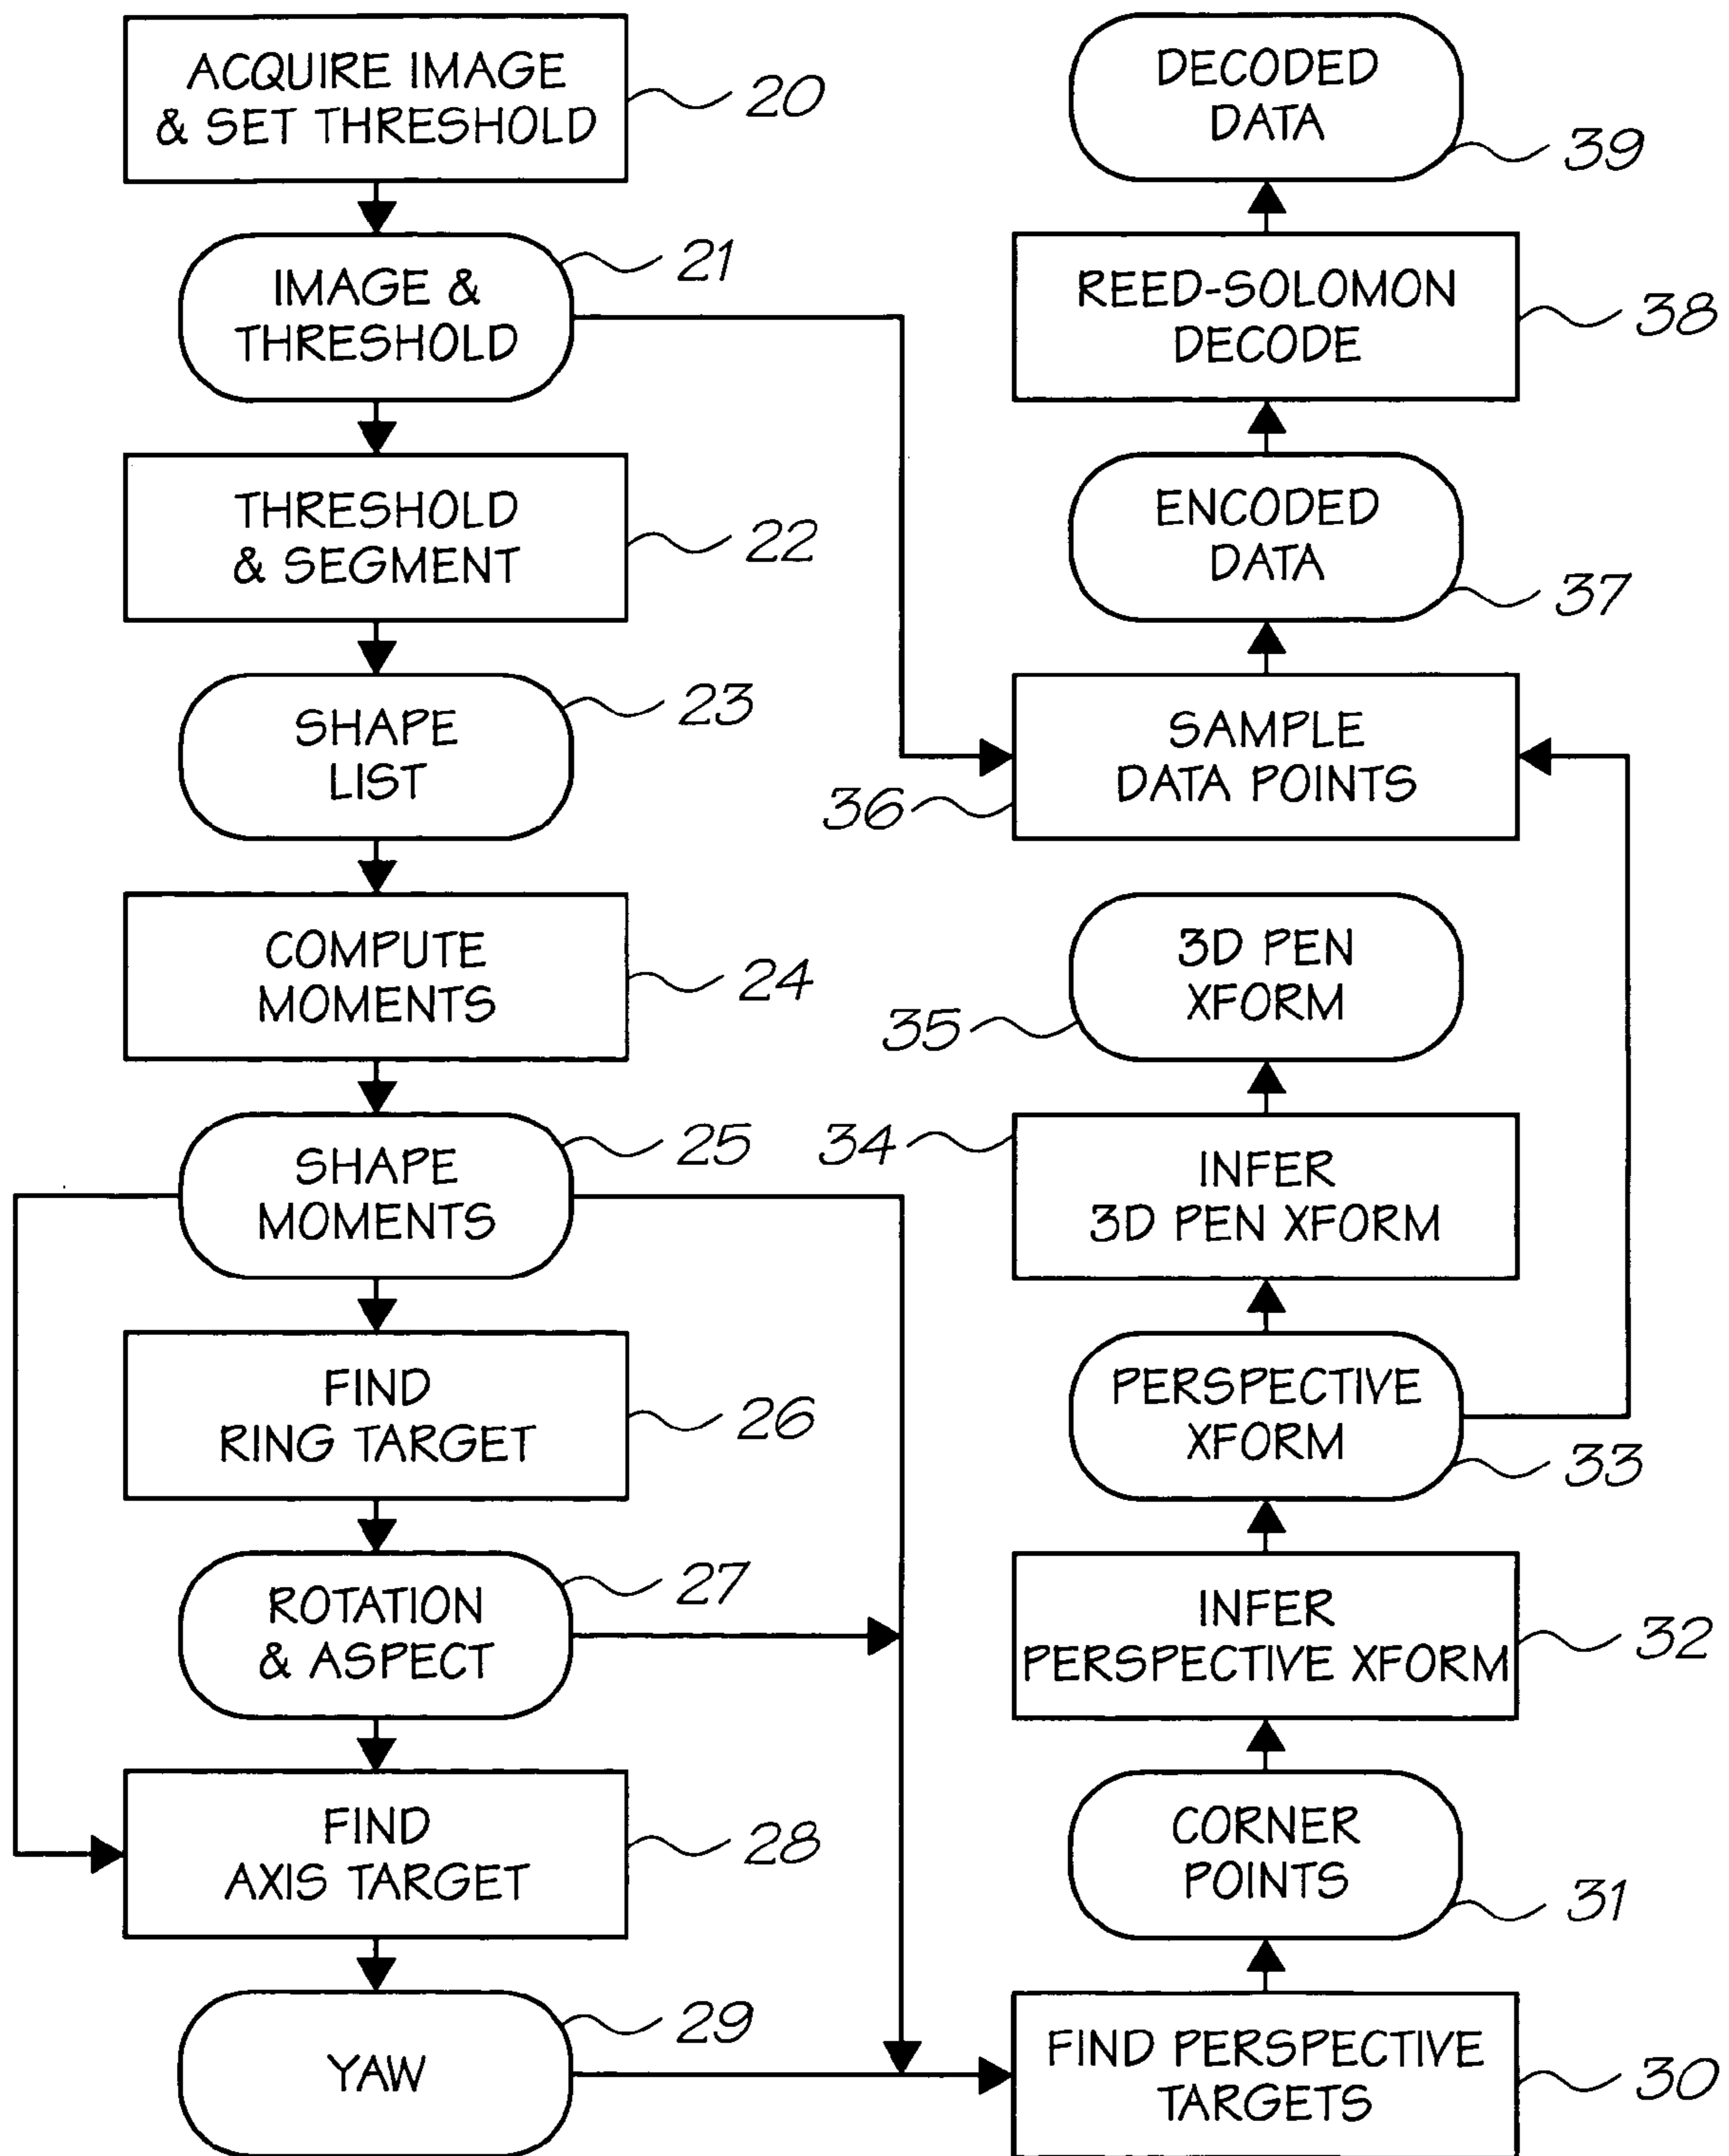 ACQUIRE IMAGE
& SET THRESHOLD
20
IMAGE &
THRESHOLD
21
THRESHOLD
& SEGMENT
22
SHAPE
LIST
23
COMPUTE
MOMENTS
24
SHAPE
MOMENTS
25
FIND
RING TARGET
26
ROTATION
& ASPECT
27
FIND
AXIS TARGET
28
YAW
29
DECODED
DATA
39
REED-SOLOMON
DECODE
38
ENCODED
DATA
37
SAMPLE
DATA POINTS
36
3D PEN
XFORM
35
INFER
3D PEN XFORM
34
PERSPECTIVE
XFORM
33
INFER
PERSPECTIVE XFORM
32
CORNER
POINTS
31
FIND PERSPECTIVE
TARGETS
30